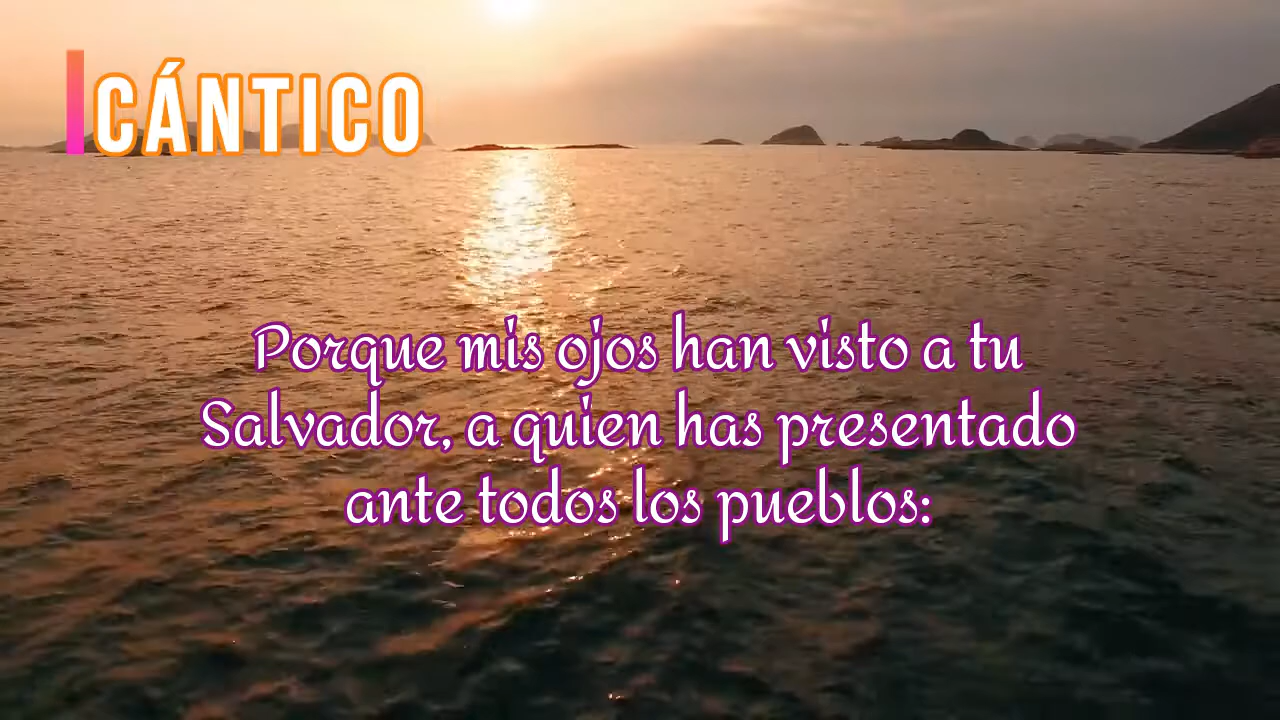 CÁNTICO
Porque mis ojos han visto a tu
Salvador, a quien has presentado
ante todos los pueblos: